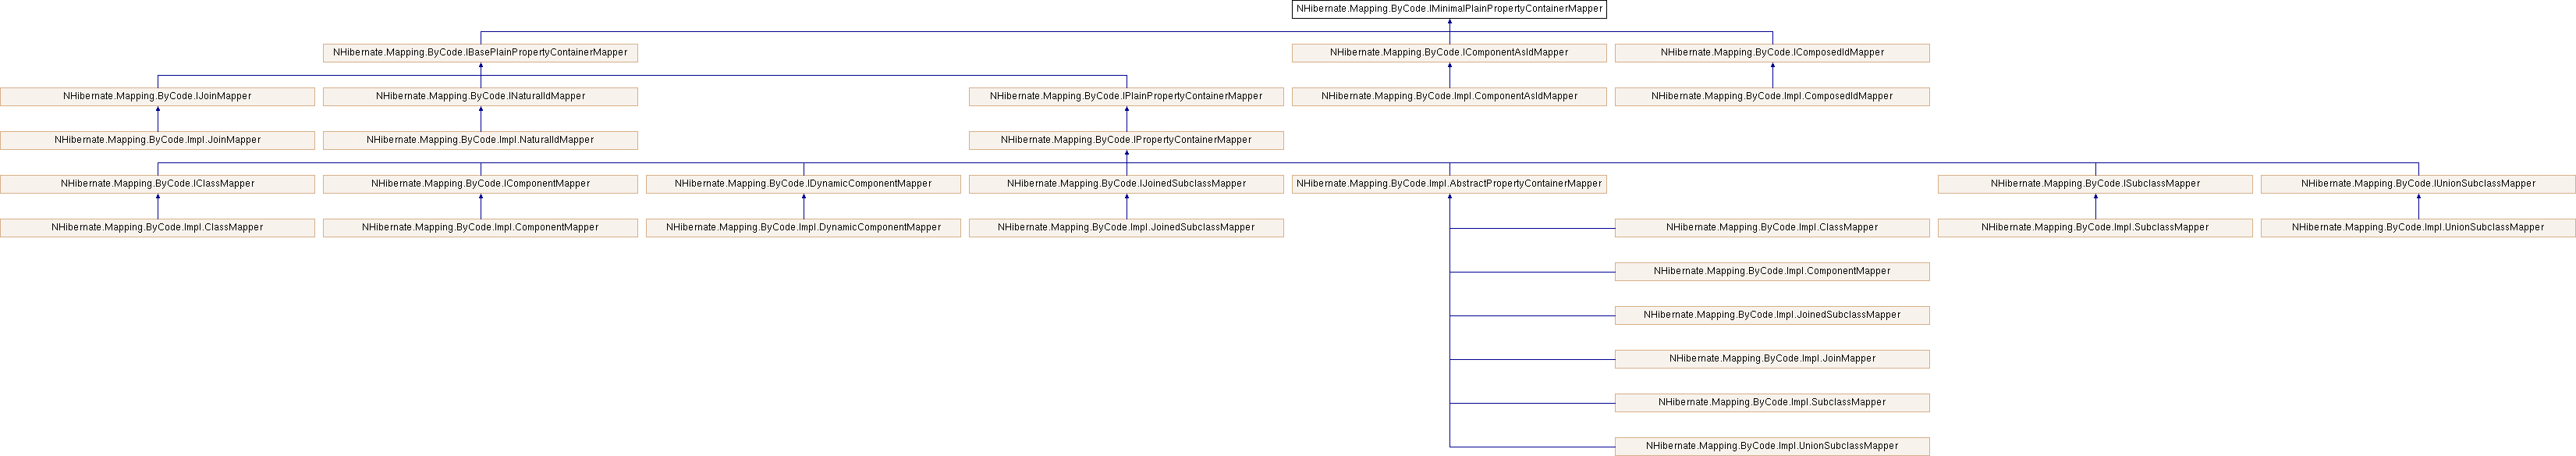 NHibernate.Mapping.ByCode.IMinimalPlainPropertyContainerMapper
NHibernate.Mapping.ByCode.IBasePlainPropertyContainerMapper
NHibernate.Mapping.ByCode.IComponentAsIdMapper
NHibernate.Mapping.ByCode.IComposedIdMapper
NHibernate.Mapping.ByCode.IJoinMapper
NHibernate.Mapping.ByCode.INaturalIdMapper
NHibernate.Mapping.ByCode.IPlainPropertyContainerMapper
NHibernate.Mapping.ByCode.Impl.ComponentAsIdMapper
NHibernate.Mapping.ByCode.Impl.ComposedIdMapper
NHibernate.Mapping.ByCode.Impl.JoinMapper
NHibernate.Mapping.ByCode.Impl.NaturalIdMapper
NHibernate.Mapping.ByCode.IPropertyContainerMapper
NHibernate.Mapping.ByCode.IClassMapper
NHibernate.Mapping.ByCode.IComponentMapper
NHibernate.Mapping.ByCode.IDynamicComponentMapper
NHibernate.Mapping.ByCode.IJoinedSubclassMapper
NHibernate.Mapping.ByCode.Impl.AbstractPropertyContainerMapper
NHibernate.Mapping.ByCode.ISubclassMapper
NHibernate.Mapping.ByCode.IUnionSubclassMapper
NHibernate.Mapping.ByCode.Impl.ClassMapper
NHibernate.Mapping.ByCode.Impl.ComponentMapper
NHibernate.Mapping.ByCode.Impl.DynamicComponentMapper
NHibernate.Mapping.ByCode.Impl.JoinedSubclassMapper
NHibernate.Mapping.ByCode.Impl.ClassMapper
NHibernate.Mapping.ByCode.Impl.SubclassMapper
NHibernate.Mapping.ByCode.Impl.UnionSubclassMapper
NHibernate.Mapping.ByCode.Impl.ComponentMapper
NHibernate.Mapping.ByCode.Impl.JoinedSubclassMapper
NHibernate.Mapping.ByCode.Impl.JoinMapper
NHibernate.Mapping.ByCode.Impl.SubclassMapper
NHibernate.Mapping.ByCode.Impl.UnionSubclassMapper